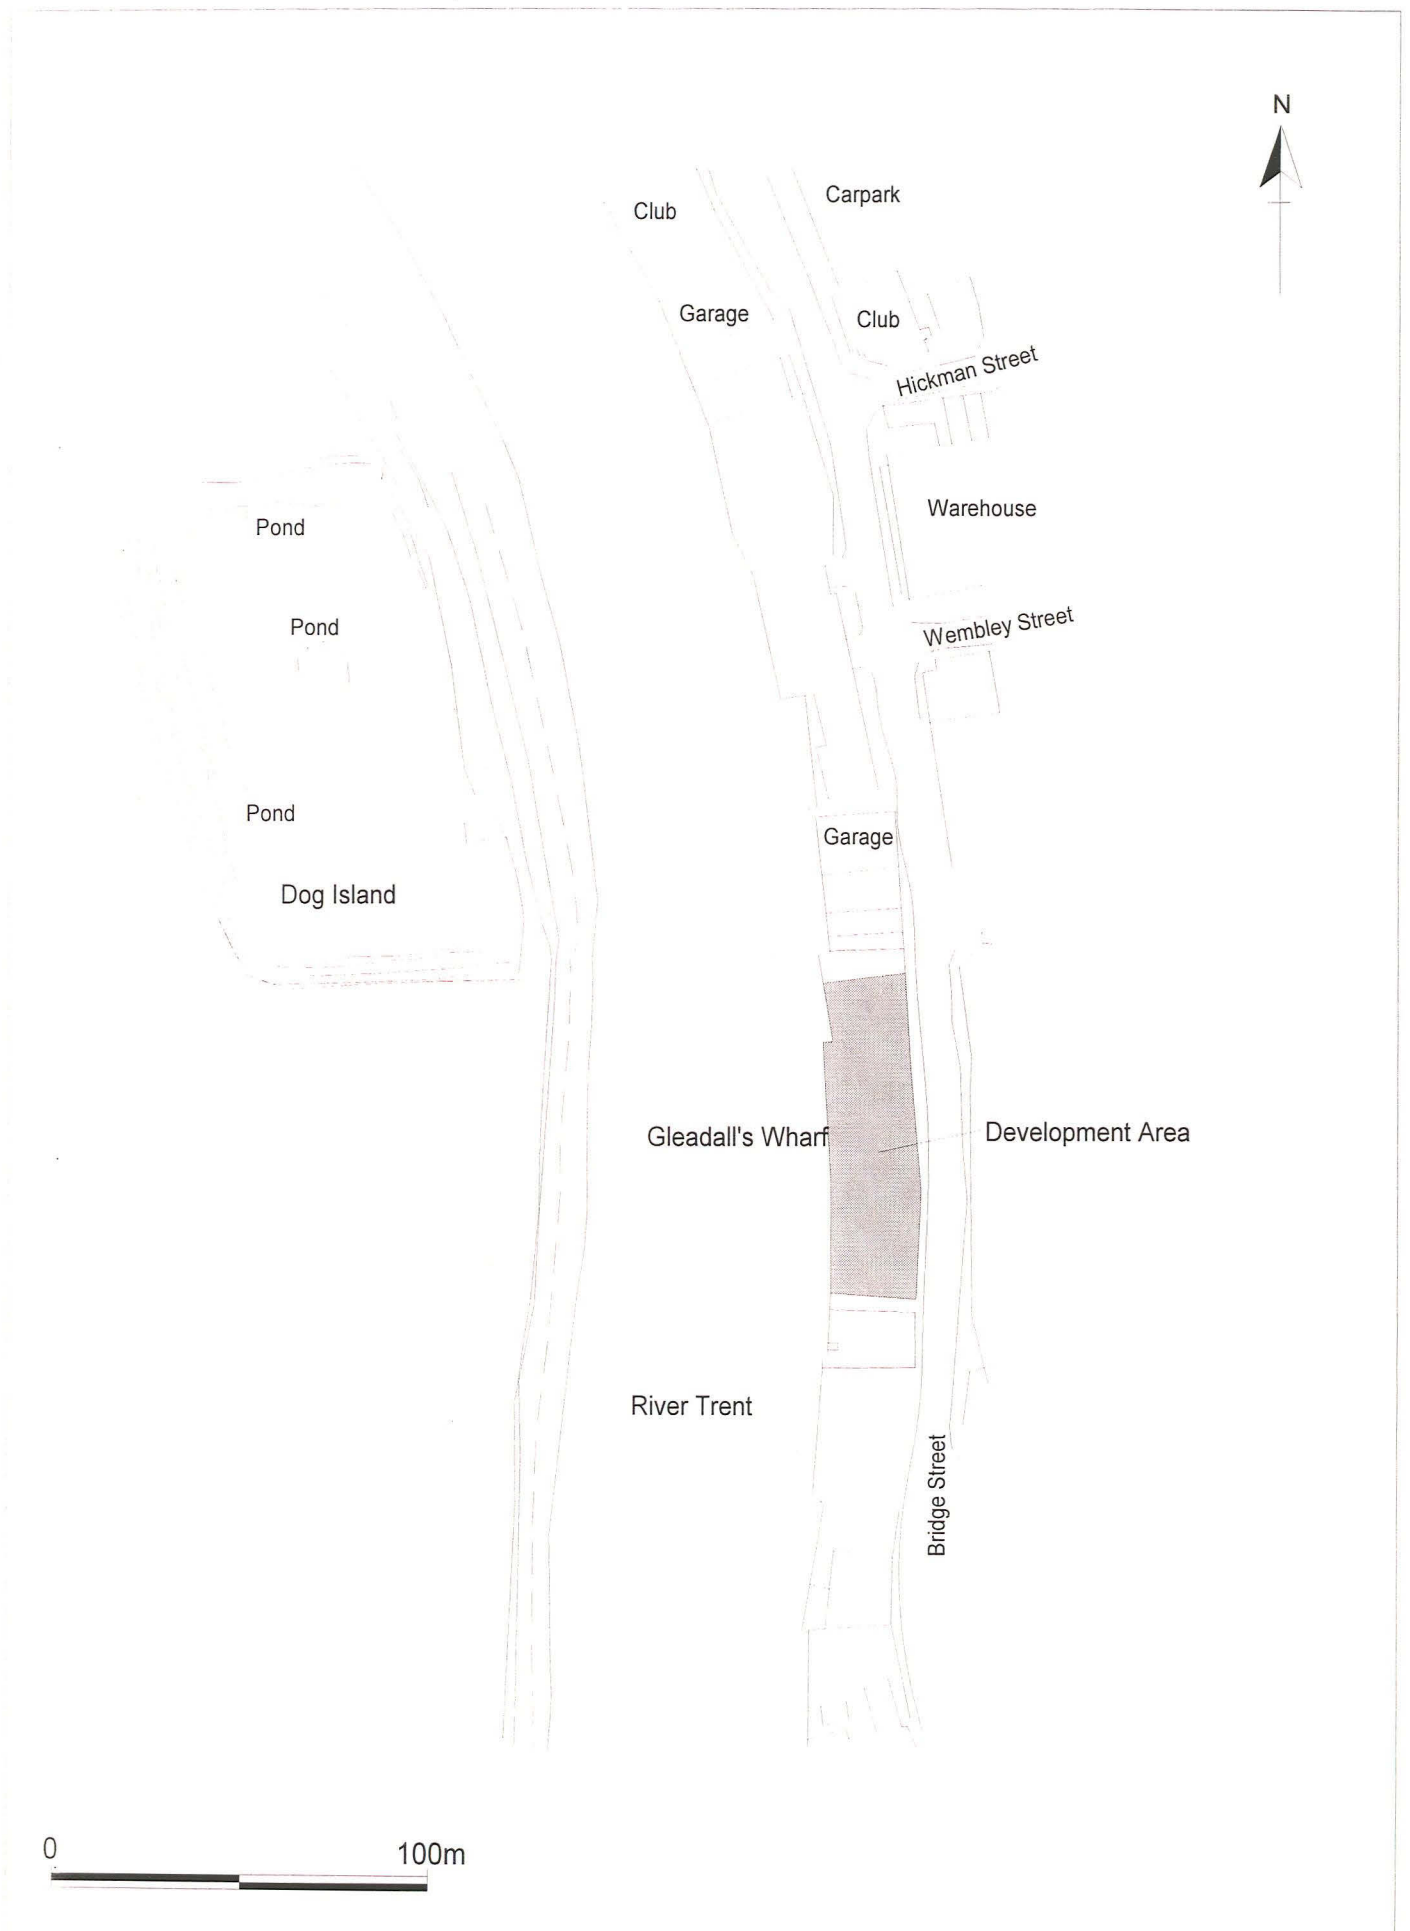 N
Carpark
Club
Garage
Club
Hickman Street
Warehouse
Pond
Wembley Street
Pond
Pond
Garage
Dog Island
Gleadall's Wharf
Development Area
River Trent
Bridge Street
0
100m